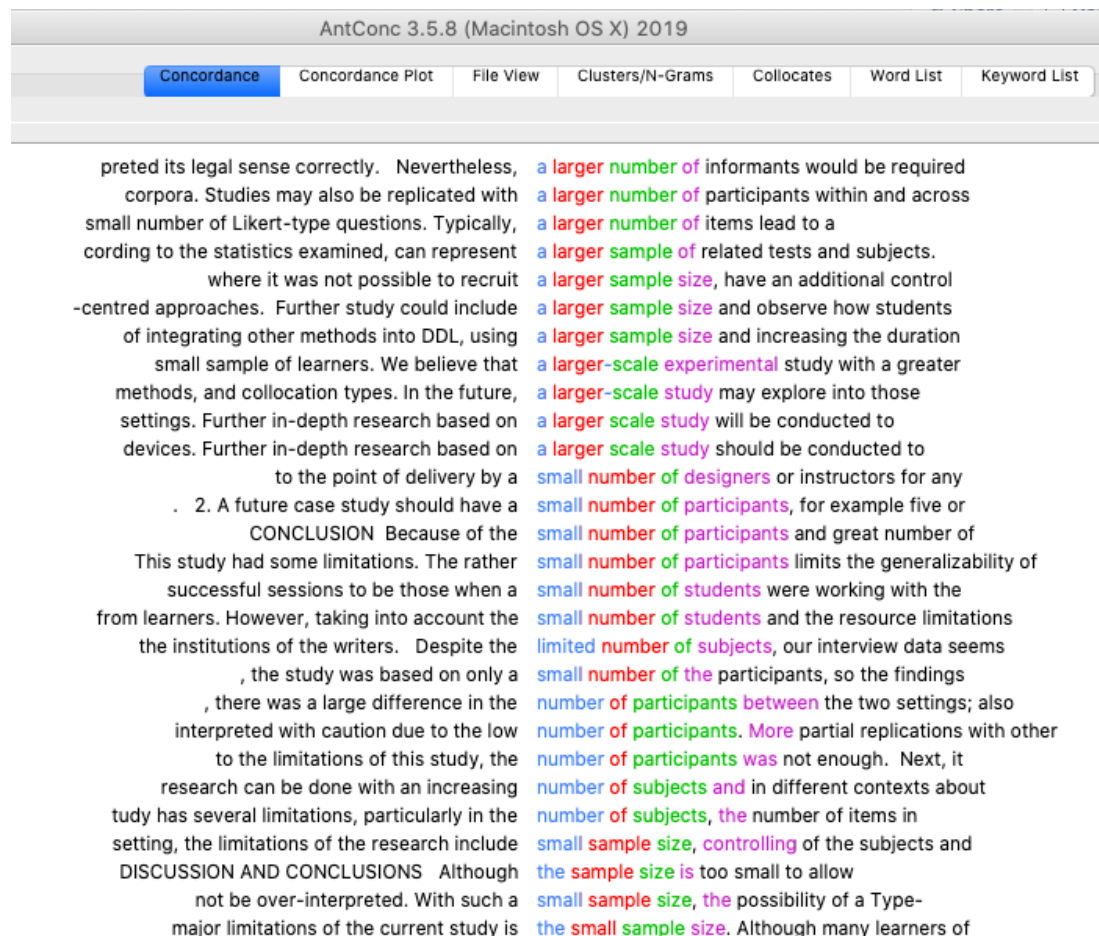 AntConc 3.5.8 (Macintosh OS X) 2019
Concordance Concordance Plot File View Clusters/N-Grams Collocates Word List Keyword List
preted its legal sense correctly. Nevertheless, a larger number of informants would be required
corpora. Studies may also be replicated with a larger number of participants within and across
small number of Likert-type questions. Typically, a larger number of items lead to a
cording to the statistics examined, can represent a larger sample of related tests and subjects.
where it was not possible to recruit a larger sample size, have an additional control
-centred approaches. Further study could include a larger sample size and observe how students
of integrating other methods into DDL, using a larger sample size and increasing the duration
small sample of learners. We believe that a larger-scale experimental study with a greater
methods, and collocation types. In the future, a larger-scale study may explore into those
settings. Further in-depth research based on a larger scale study will be conducted to
devices. Further in-depth research based on a larger scale study should be conducted to
to the point of delivery by a small number of designers or instructors for any
. 2. A future case study should have a small number of participants, for example five or
CONCLUSION Because of the small number of participants and great number of
This study had some limitations. The rather small number of participants limits the generalizability of
successful sessions to be those when a small number of students were working with the
from learners. However, taking into account the small number of students and the resource limitations
the institutions of the writers. Despite the limited number of subjects, our interview data seems
, the study was based on only a small number of the participants, so the findings
, there was a large difference in the number of participants between the two settings; also
interpreted with caution due to the low number of participants. More partial replications with other
to the limitations of this study, the number of participants was not enough. Next, it
research can be done with an increasing number of subjects and in different contexts about
tudy has several limitations, particularly in the number of subjects, the number of items in
setting, the limitations of the research include small sample size, controlling of the subjects and
DISCUSSION AND CONCLUSIONS Although the sample size is too small to allow
not be over-interpreted. With such a small sample size, the possibility of a Type-
major limitations of the current study is the small sample size. Although many learners of